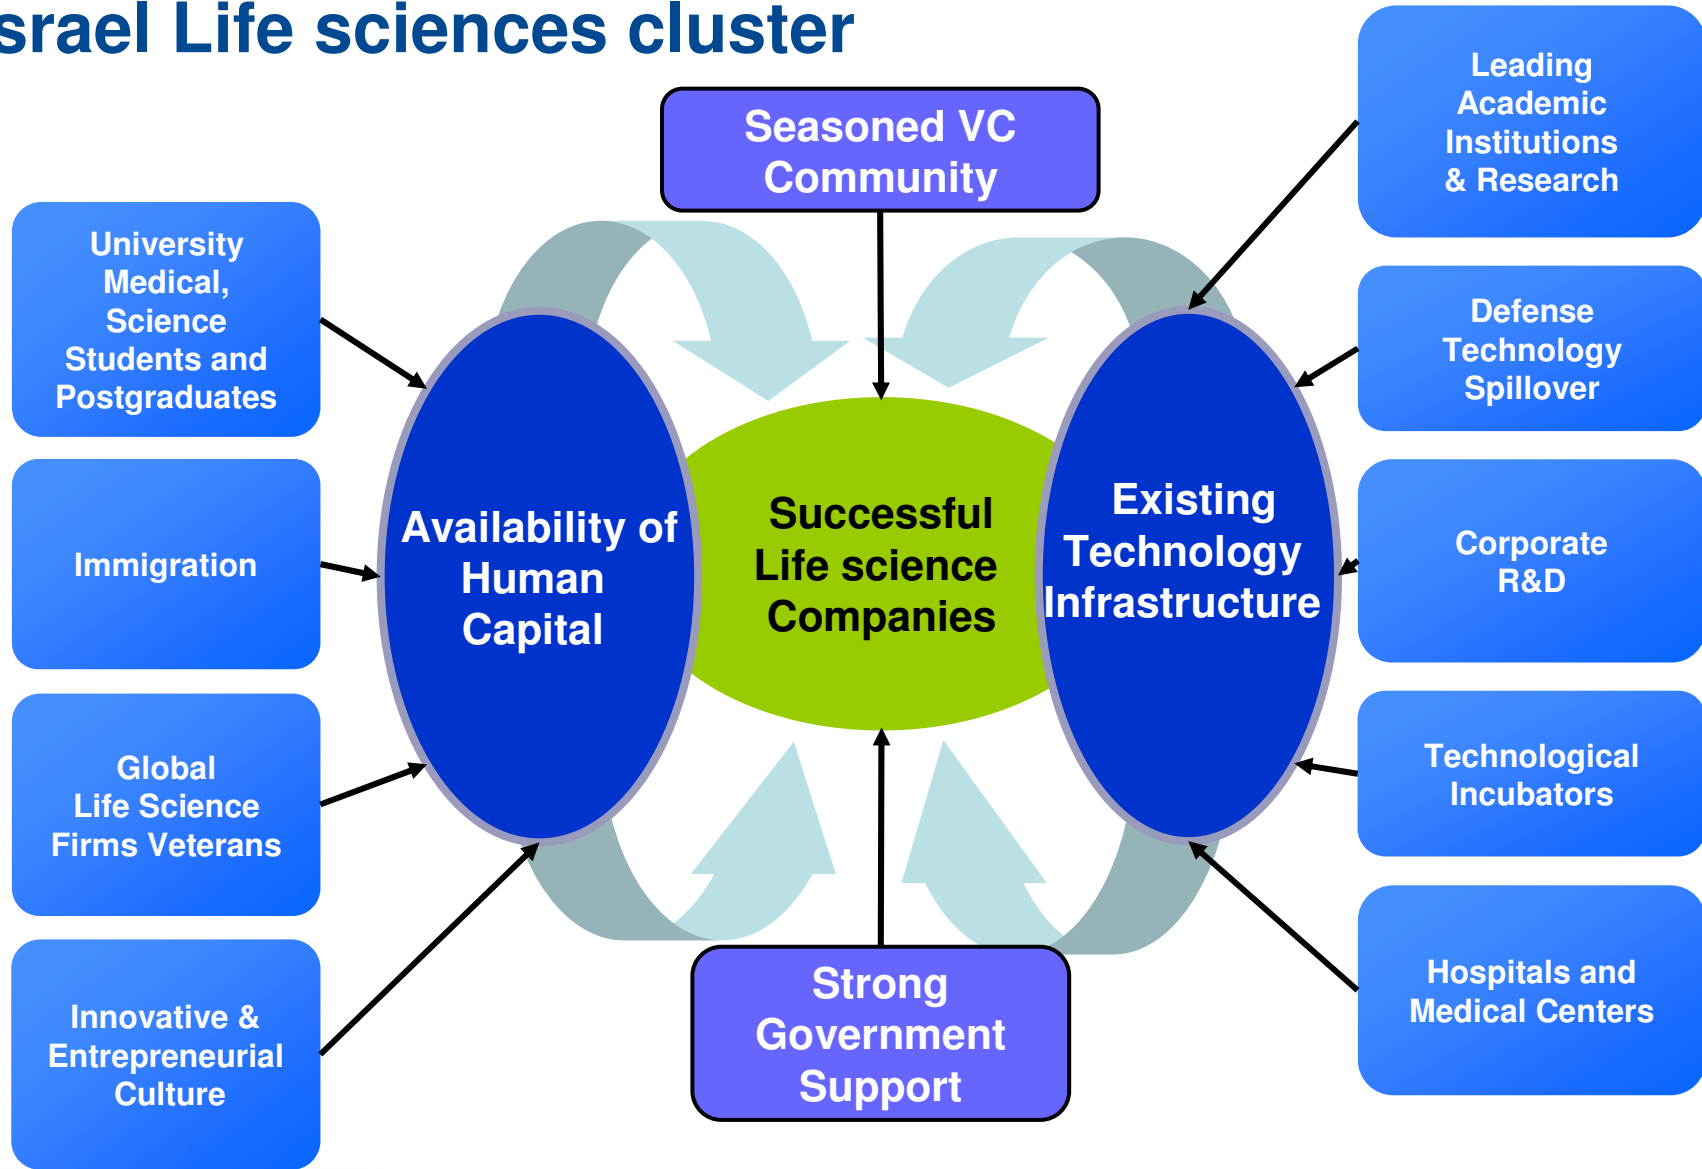 srael Life sciences cluster
Seasoned VC
Community
University
Medical,
Science
Students and
Postgraduates
Immigration
Global
Life Science
Firms Veterans
Innovative &
Entrepreneurial
Culture
Availability of
Human
Capital
Successful
Life science
Companies
Existing
Technology
Infrastructure
Strong
Government
Support
Leading
Academic
Institutions
& Research
Defense
Technology
Spillover
Corporate
R&D
Technological
Incubators
Hospitals and
Medical Centers